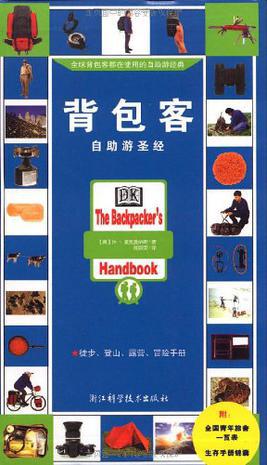 全球背包客都在使用的自助游经典
背包客
自助游圣经
DK
The Backpacker's
Handbook
★徒步、登山、露营、冒险手册
浙江科学技术出版社
附:
全国青年旅舍
一览表
生存手册锦囊